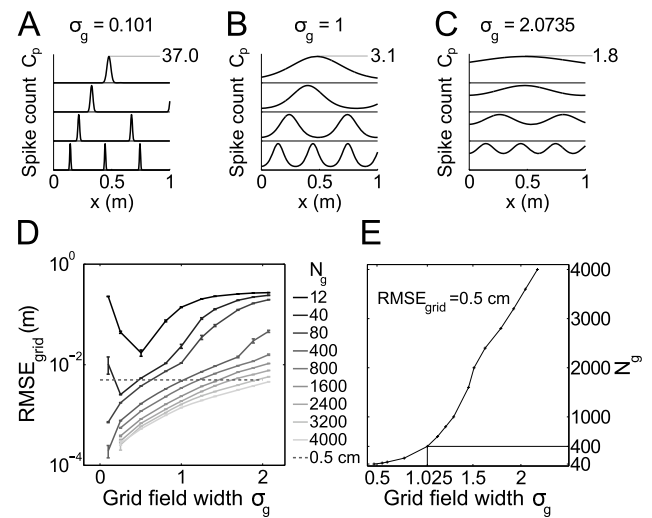 A σg = 0.101
B σg = 1
C σg = 2.0735
Spike count Cp
37.0
0 0.5 1
x (m)
Spike count Cp
3.1
0 0.5 1
x (m)
Spike count Cp
1.8
0 0.5 1
x (m)
D
RMSEgrid (m)
10^0
10^-2
10^-4
0 1 2
Grid field width σg
Ng
12
40
80
400
800
1600
2400
3200
4000
0.5 cm
E
RMSEgrid =0.5 cm
4000
3000
2000
1000
400
40
Ng
0.5 1.025 1.5 2
Grid field width σg